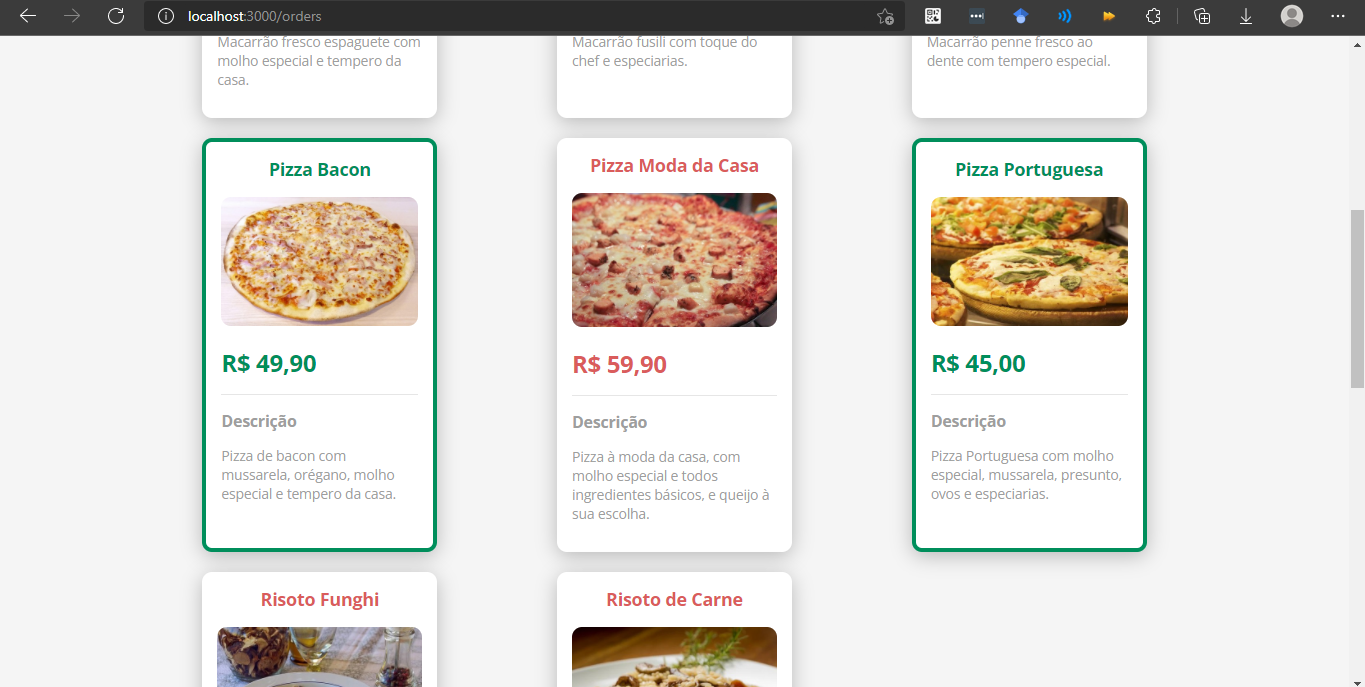 localhost:3000/orders
Macarrão fresco espaguete com
molho especial e tempero da
casa.
Macarrão fusili com toque do
chef e especiarias.
Macarrão penne fresco ao
dente com tempero especial.
Pizza Bacon
R$ 49,90
Descrição
Pizza de bacon com
mussarela, orégano, molho
especial e tempero da casa.
Pizza Moda da Casa
R$ 59,90
Descrição
Pizza à moda da casa, com
molho especial e todos
ingredientes básicos, e queijo à
sua escolha.
Pizza Portuguesa
R$ 45,00
Descrição
Pizza Portuguesa com molho
especial, mussarela, presunto,
ovos e especiarias.
Risoto Funghi
Risoto de Carne